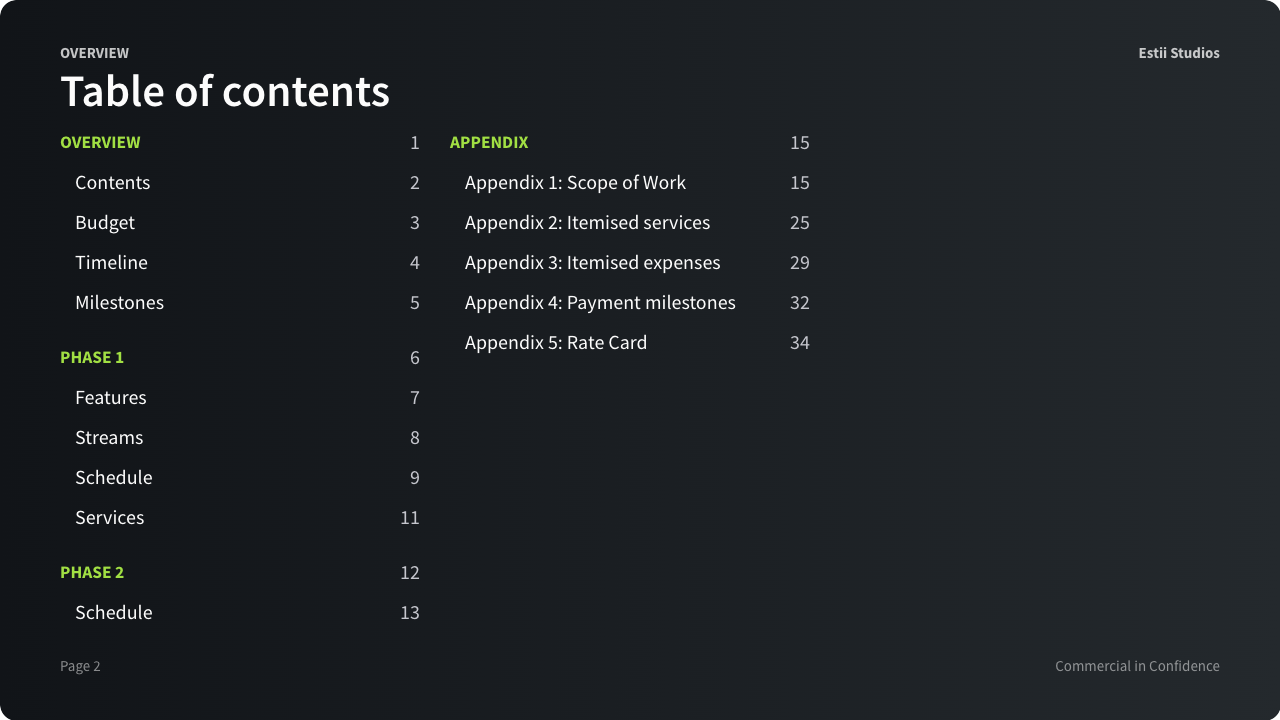 OVERVIEW
Estii Studios
Table of contents
OVERVIEW 1
Contents 2
Budget 3
Timeline 4
Milestones 5
PHASE 1 6
Features 7
Streams 8
Schedule 9
Services 11
PHASE 2 12
Schedule 13
APPENDIX 15
Appendix 1: Scope of Work 15
Appendix 2: Itemised services 25
Appendix 3: Itemised expenses 29
Appendix 4: Payment milestones 32
Appendix 5: Rate Card 34
Page 2
Commercial in Confidence